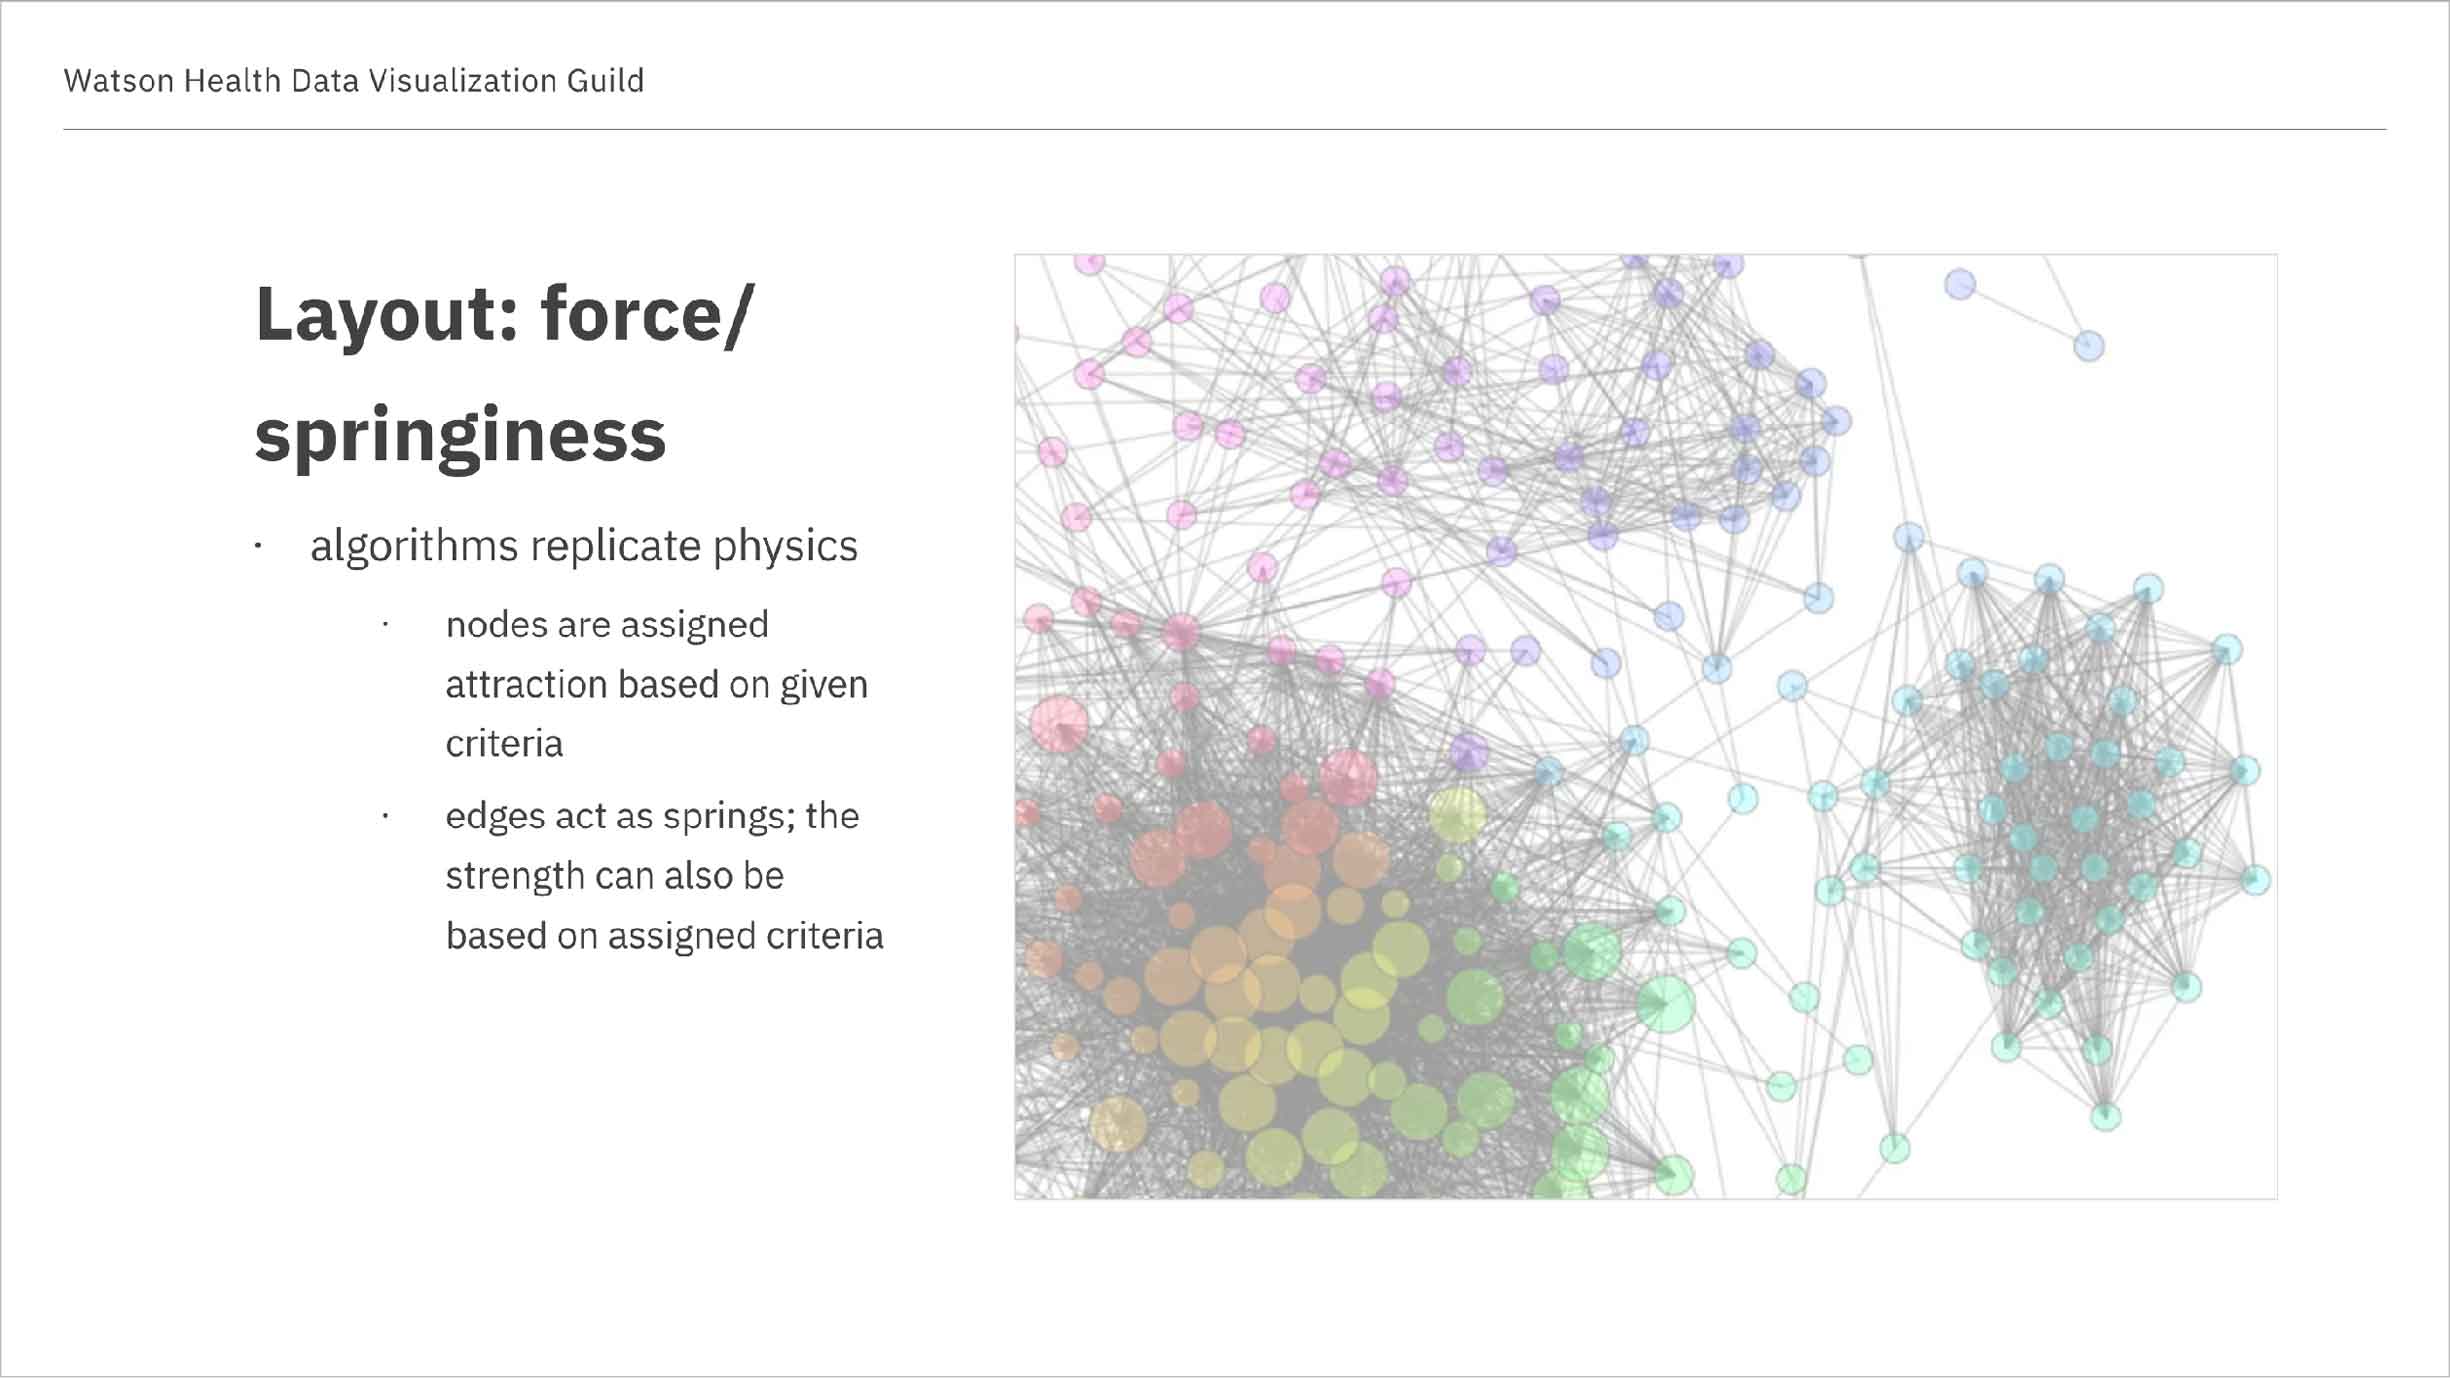 Watson Health Data Visualization Guild
Layout: force/
springiness
· algorithms replicate physics
· nodes are assigned
attraction based on given
criteria
· edges act as springs; the
strength can also be
based on assigned criteria